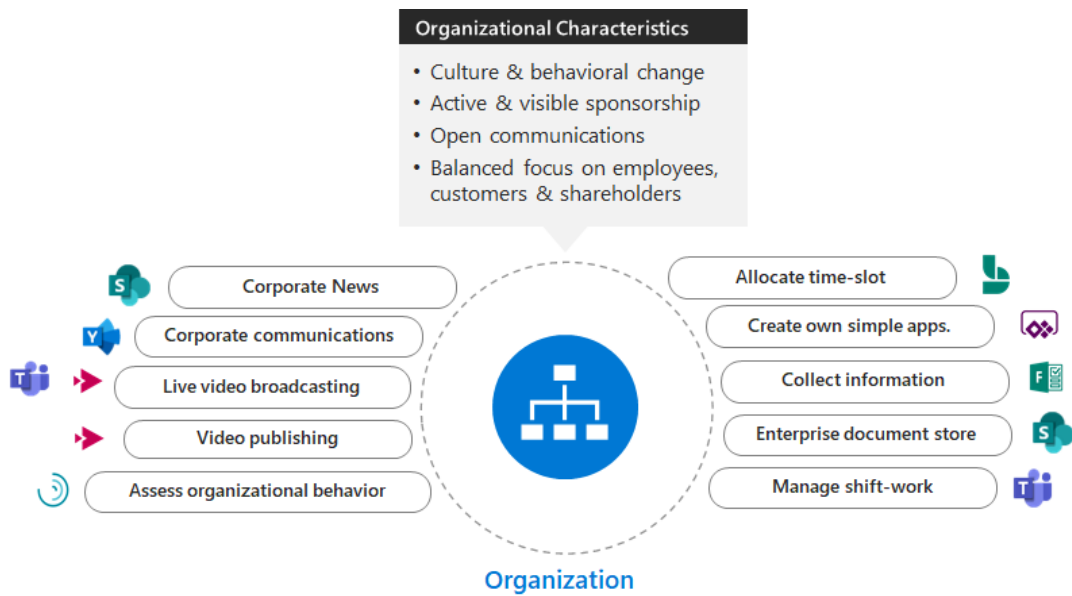 Organizational Characteristics
• Culture & behavioral change
• Active & visible sponsorship
• Open communications
• Balanced focus on employees,
customers & shareholders
S
Corporate News
Y
Corporate communications
T
Live video broadcasting
Video publishing
Assess organizational behavior
Allocate time-slot
Create own simple apps.
Collect information
F
Enterprise document store
S
Manage shift-work
T
Organization